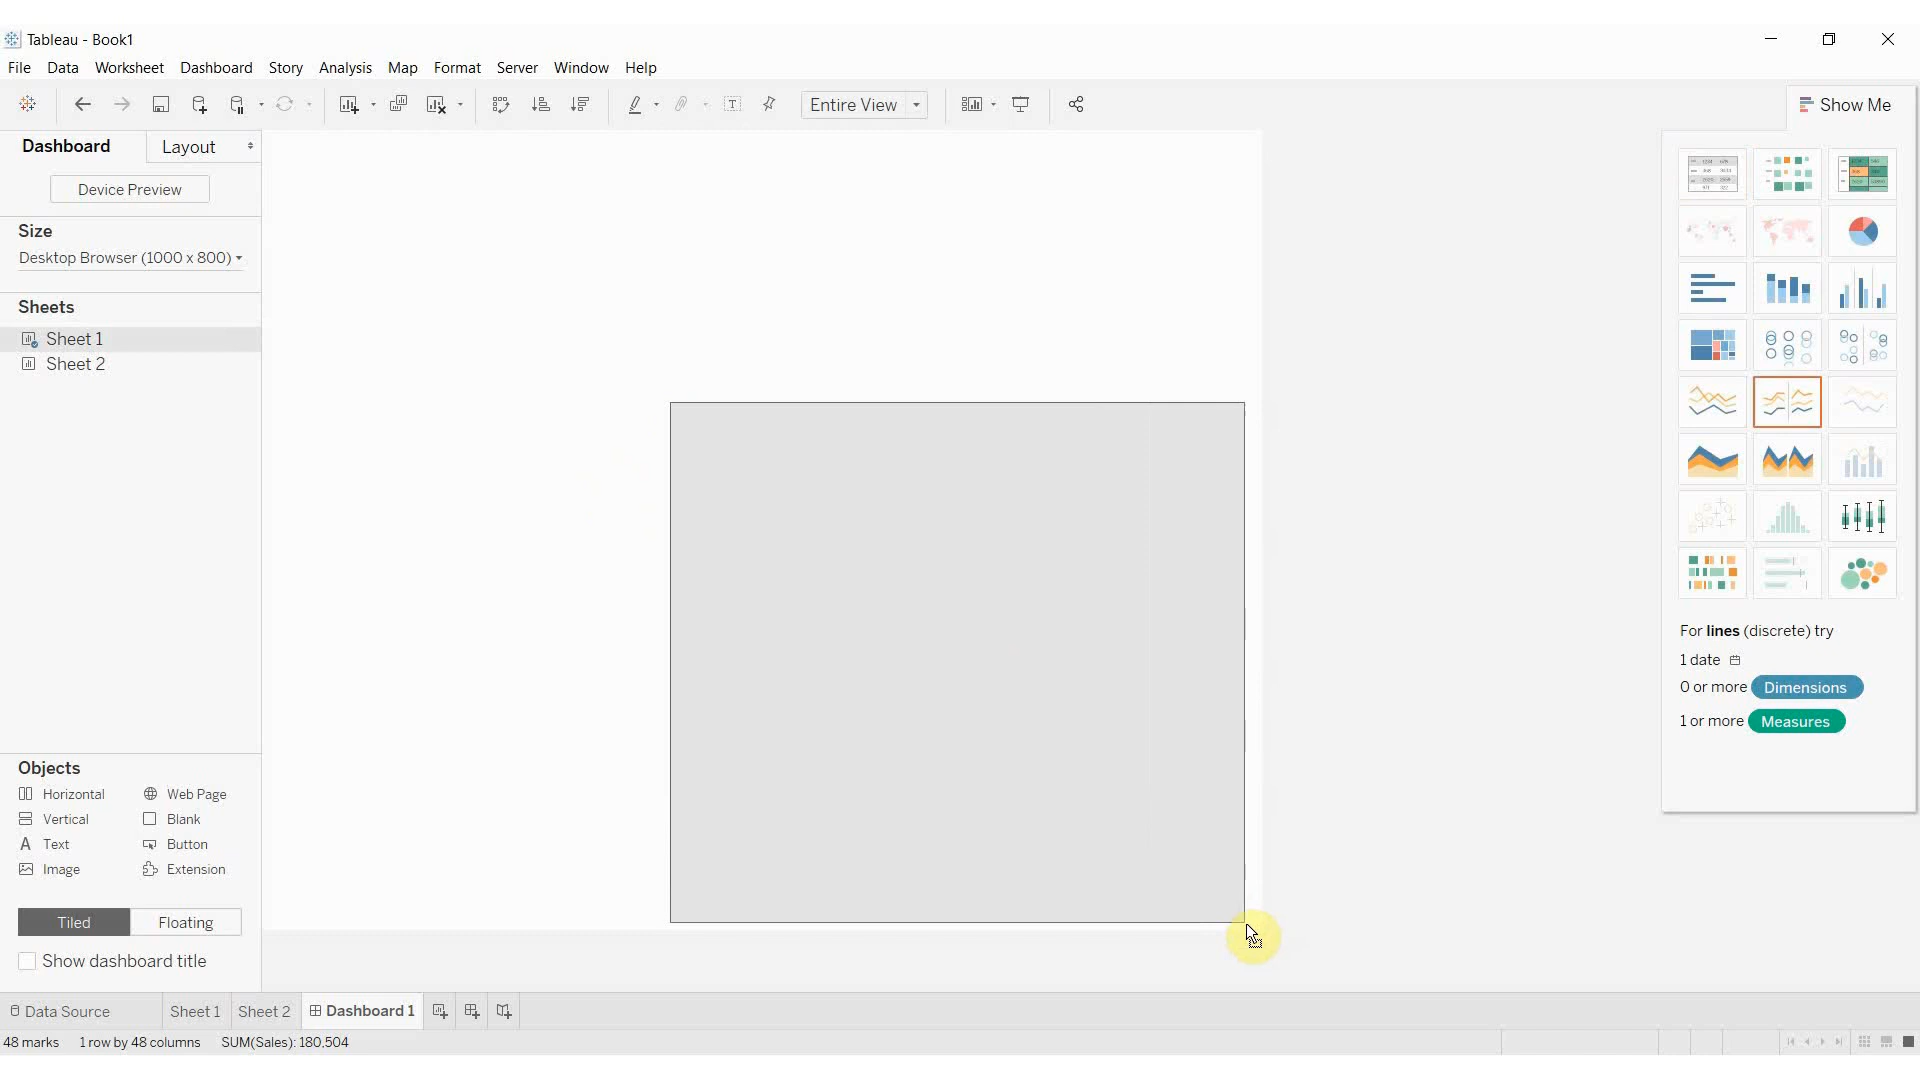 Tableau - Book1
File Data Worksheet Dashboard Story Analysis Map Format Server Window Help
Entire View
Show Me
Dashboard
Layout
Device Preview
Size
Desktop Browser (1000 x 800)
Sheets
Sheet 1
Sheet 2
For lines (discrete) try
1 date
0 or more Dimensions
1 or more Measures
Objects
Horizontal Web Page
Vertical Blank
Text Button
Image Extension
Tiled Floating
Show dashboard title
Data Source Sheet 1 Sheet 2 Dashboard 1
48 marks 1 row by 48 columns SUM(Sales): 180,504